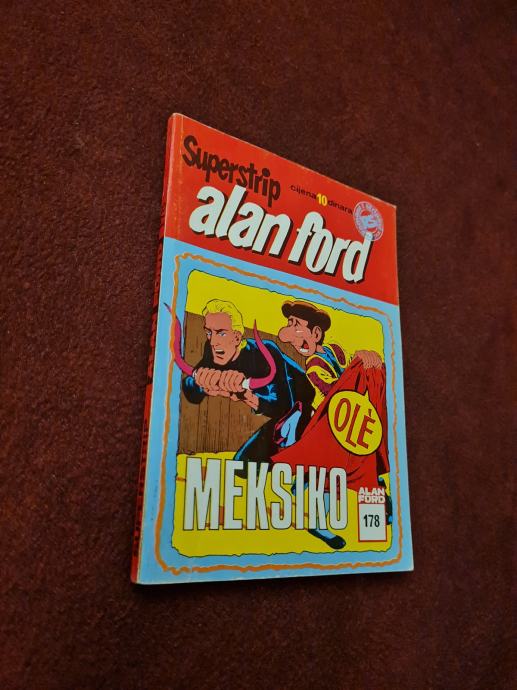 Superstrip
cijena 10 dinara
alan ford
OLÈ
MEKSIKO
ALAN
FORD
178